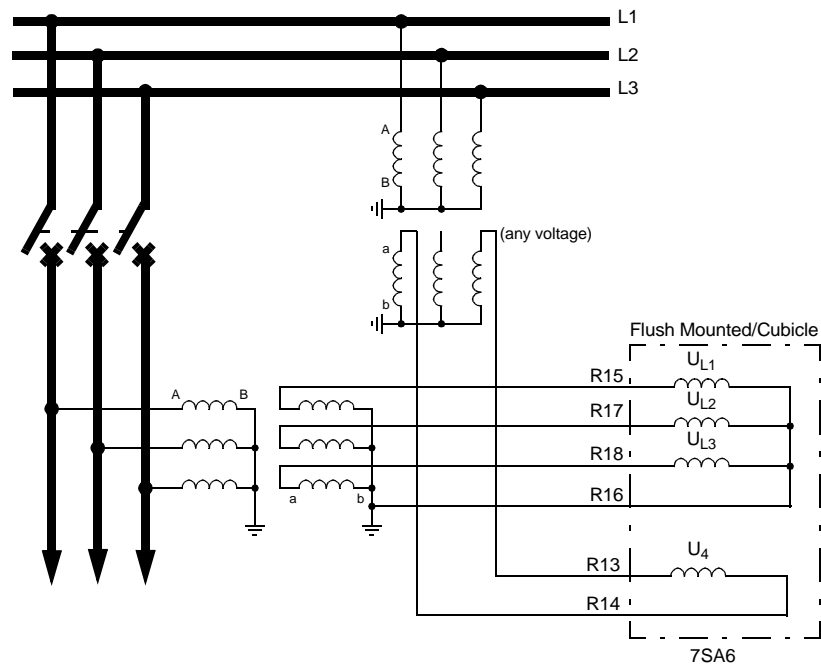 L1
L2
L3
A
B
(any voltage)
a
b
Flush Mounted/Cubicle
UL1
R15
A
B
UL2
R17
UL3
R18
a
b
R16
U4
R13
R14
7SA6